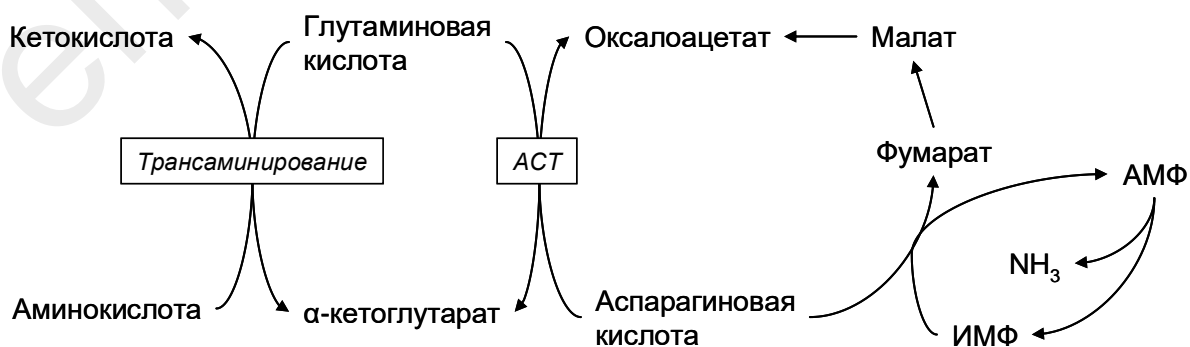 Кетокислота
Глутаминовая
кислота
Оксалоацетат
Малат
Трансаминирование
АСТ
Фумарат
АМФ
NH3
Аминокислота
α-кетоглутарат
Аспарагиновая
кислота
ИМФ